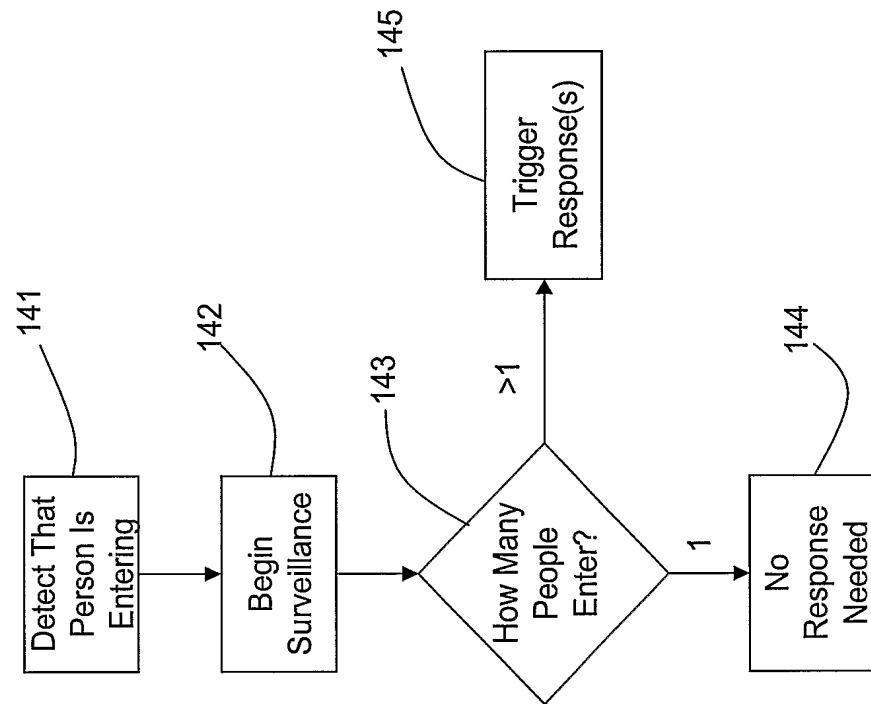 141
Detect That
Person Is
Entering
142
Begin
Surveillance
143
How Many
People
Enter?
>1
145
Trigger
Response(s)
1
144
No
Response
Needed